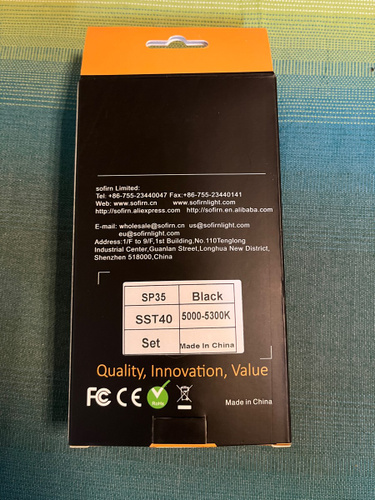 sofirn Limited:
Tel. +86-755-23440047 Fax:+86-755-23440141
Web: www.sofirn.cn www.sofirnlight.com
http://sofirn.aliexpress.com http://sofirn.en.alibaba.com
E-mail: wholesale@sofirn.cn us@sofirnlight.com
eu@sofirnlight.com
Address:1/F to 9/F,1st Building,No.110Tenglong
Industrial Center,Guanlan Street,Longhua New District,
Shenzhen 518000,China
SP35 Black
SST40 5000-5300K
Set Made In China
Quality, Innovation, Value
FC CE RoHS
Made in China